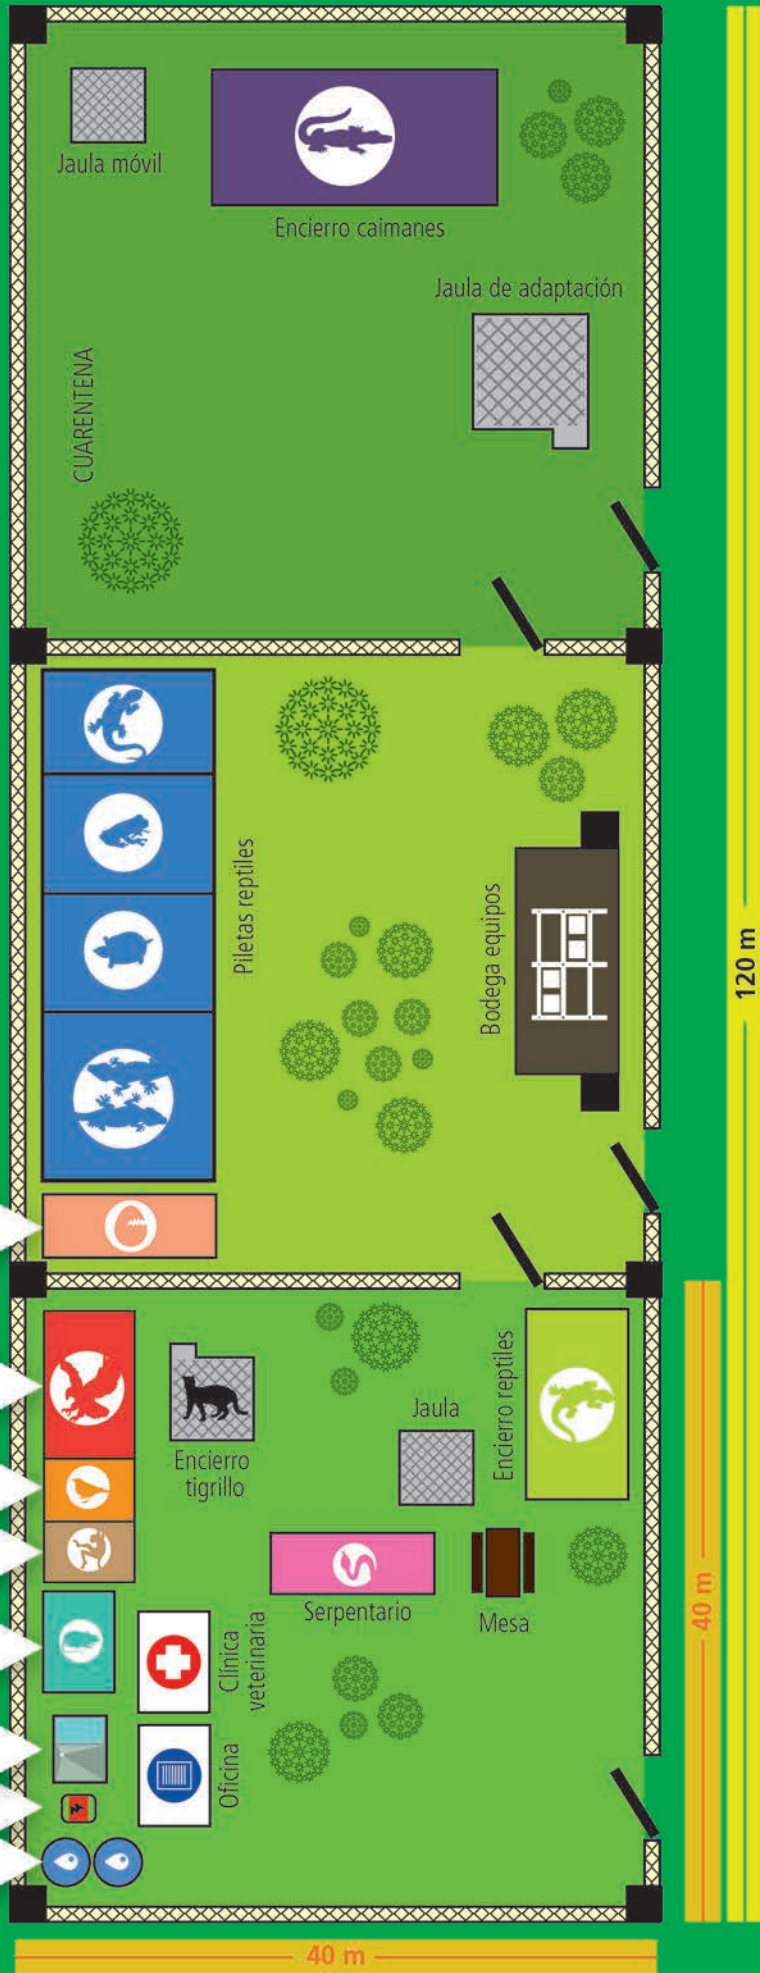 Jaula móvil
Encierro caimanes
Jaula de adaptación
CUARENTENA
Piletas reptiles
Bodega equipos
120 m
Encierro
tigrillo
Jaula
Encierro reptiles
Serpentario
Mesa
Clínica
veterinaria
Oficina
40 m
40 m